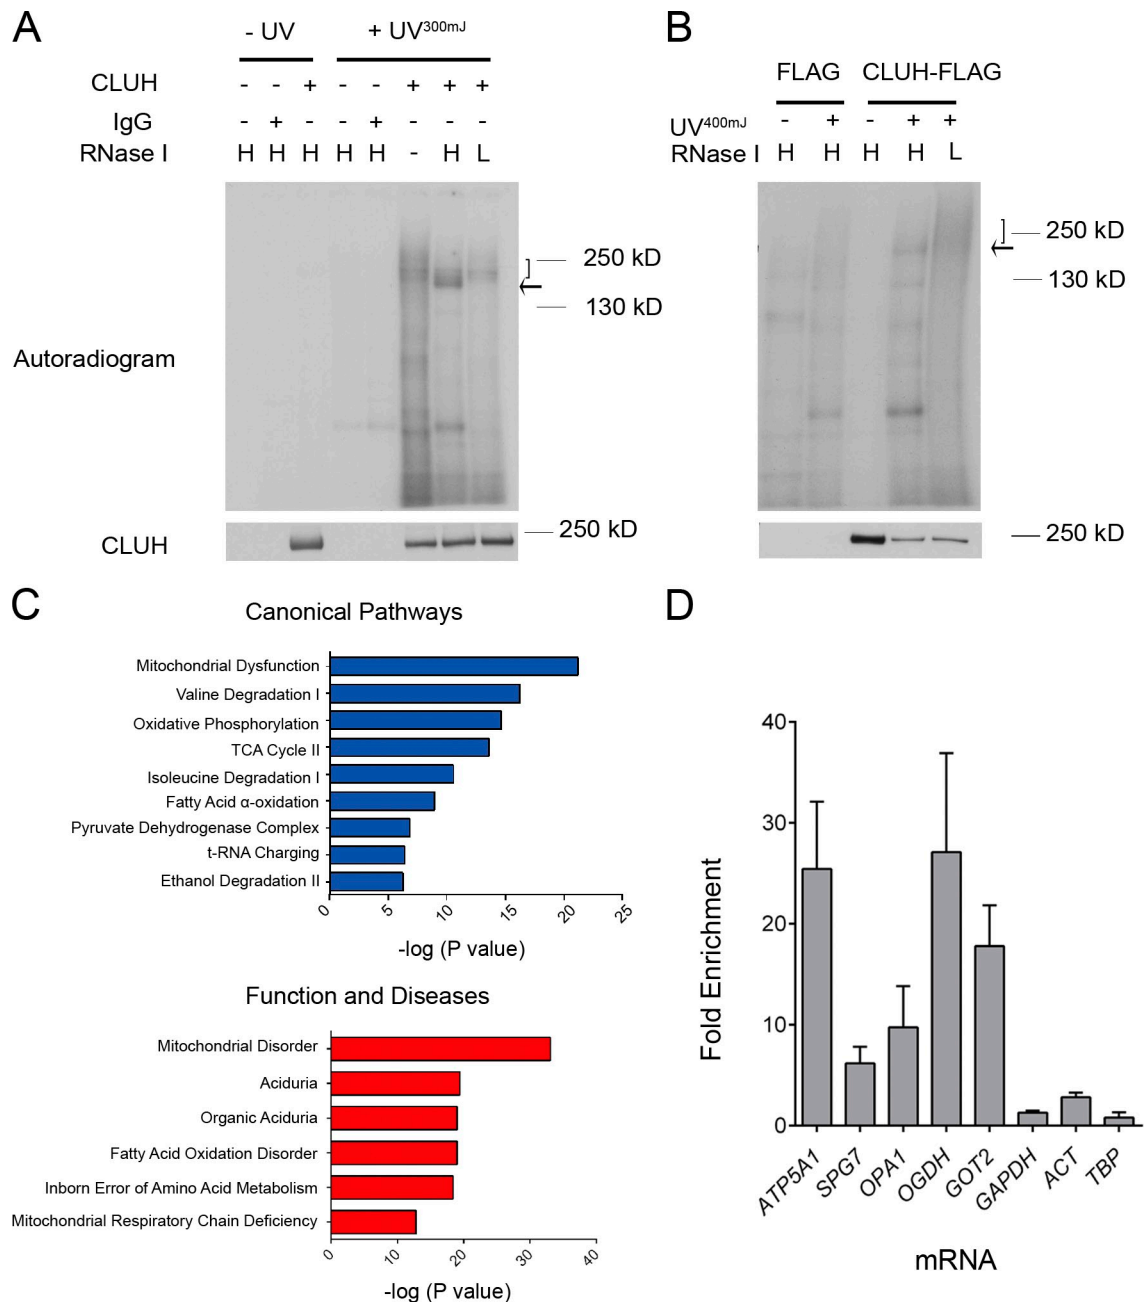 A
- UV
+ UV300mJ
CLUH - - + - - + + +
IgG - + - - + - - -
RNase I H H H H H - H L
250 kD
130 kD
Autoradiogram
CLUH
250 kD
B
FLAG CLUH-FLAG
UV400mJ - + - + +
RNase I H H H H L
250 kD
130 kD
250 kD
C
Canonical Pathways
Mitochondrial Dysfunction
Valine Degradation I
Oxidative Phosphorylation
TCA Cycle II
Isoleucine Degradation I
Fatty Acid α-oxidation
Pyruvate Dehydrogenase Complex
t-RNA Charging
Ethanol Degradation II
0 5 10 15 20 25
-log (P value)
Function and Diseases
Mitochondrial Disorder
Aciduria
Organic Aciduria
Fatty Acid Oxidation Disorder
Inborn Error of Amino Acid Metabolism
Mitochondrial Respiratory Chain Deficiency
0 10 20 30 40
-log (P value)
D
Fold Enrichment
40
30
20
10
0
ATP5A1 SPG7 OPA1 OGDH GOT2 GAPDH ACT TBP
mRNA